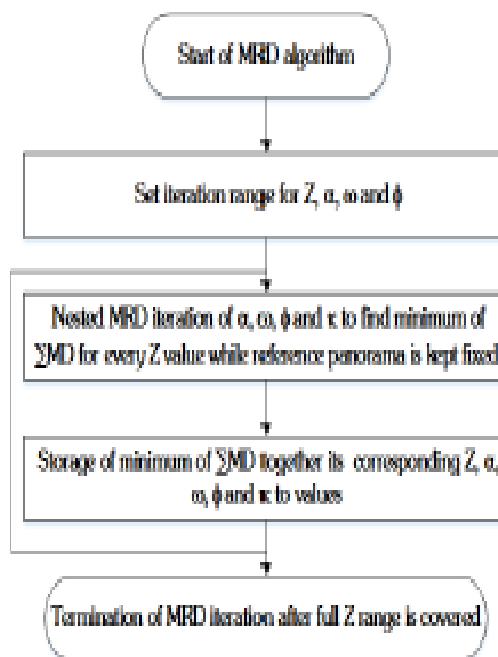 Start of MRD algorithm
Set iteration range for Z, α, ω and ϕ
Nested MRD iteration of α, ω, ϕ and κ to find minimum of
∑MD for every Z value while reference panorama is kept fixed
Storage of minimum of ∑MD together its corresponding Z, α,
ω, ϕ and κ to values
Termination of MRD iteration after full Z range is covered